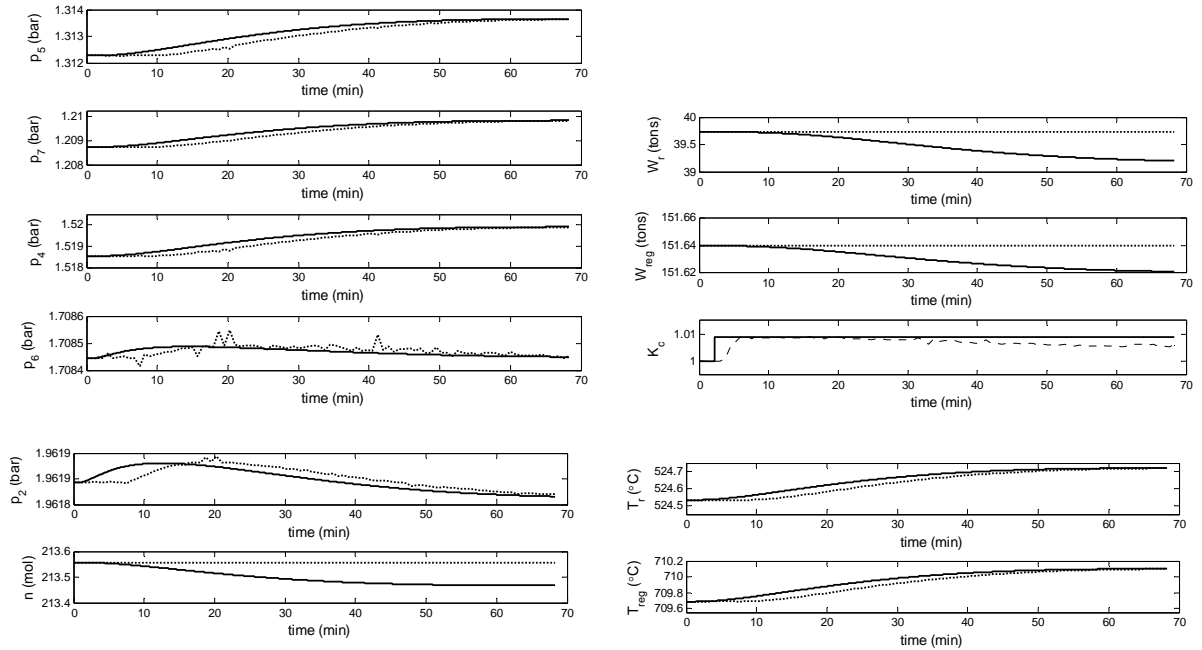 p5 (bar)
1.314
1.312
0 10 20 30 40 50 60 70
time (min)
p7 (bar)
1.21
1.209
1.208
0 10 20 30 40 50 60 70
time (min)
p4 (bar)
1.52
1.519
1.518
0 10 20 30 40 50 60 70
time (min)
p6 (bar)
1.7086
1.7085
1.7084
0 10 20 30 40 50 60 70
time (min)
p2 (bar)
1.9619
1.9619
1.9618
0 10 20 30 40 50 60 70
time (min)
n (mol)
213.6
213.5
213.4
0 10 20 30 40 50 60 70
time (min)
Wr (tons)
40
39.5
39
0 10 20 30 40 50 60 70
time (min)
Wreg (tons)
151.66
151.64
151.62
0 10 20 30 40 50 60 70
time (min)
Kc
1.01
1
0 10 20 30 40 50 60 70
time (min)
Tr (°C)
524.7
524.6
524.5
0 10 20 30 40 50 60 70
time (min)
Treg (°C)
710.2
710
709.8
709.6
0 10 20 30 40 50 60 70
time (min)